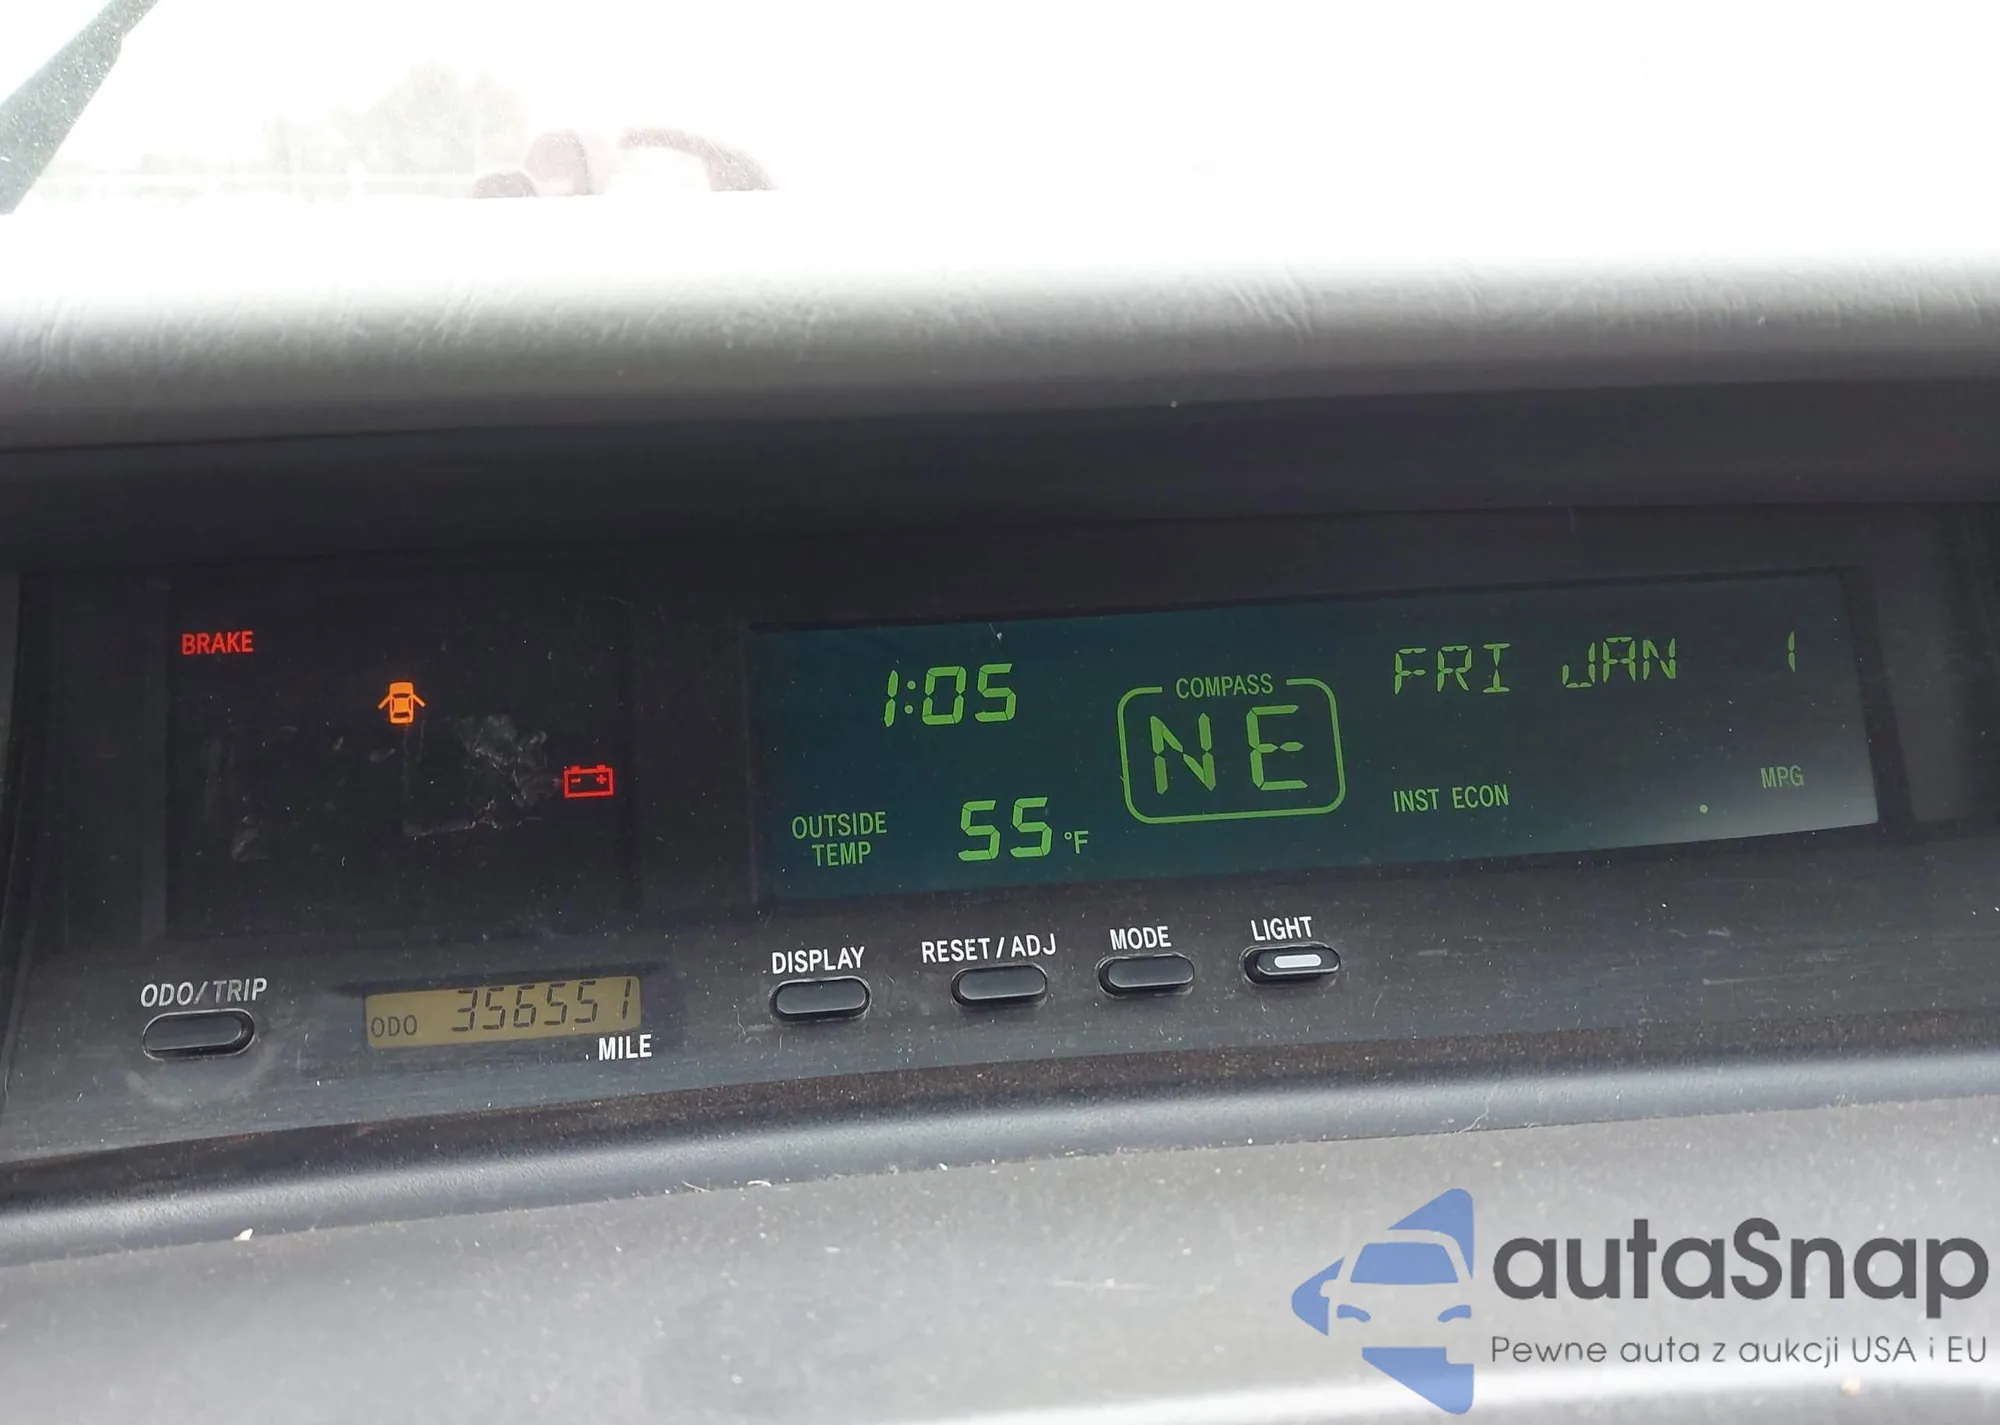 BRAKE
1:05
COMPASS
NE
FRI JAN 1
OUTSIDE
TEMP
55 °F
INST ECON
MPG
ODO/TRIP
ODO 356551
MILE
DISPLAY
RESET/ADJ
MODE
LIGHT
autaSnap
Pewne auta z aukcji USA i EU